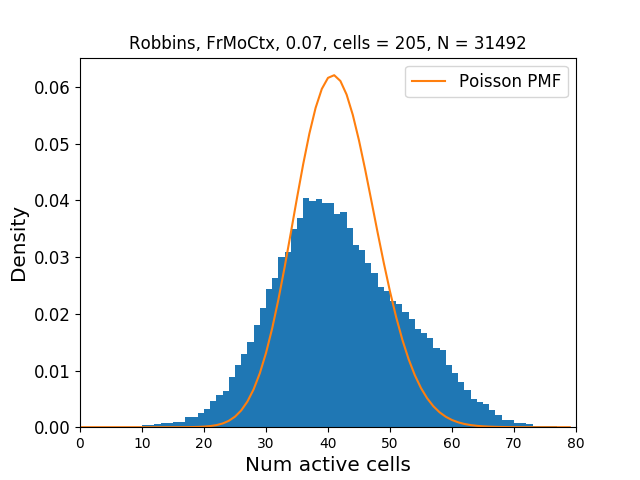 Robbins, FrMoCtx, 0.07, cells = 205, N = 31492
Poisson PMF
0.06
0.05
0.04
0.03
0.02
0.01
0.00
Density
0 10 20 30 40 50 60 70 80
Num active cells